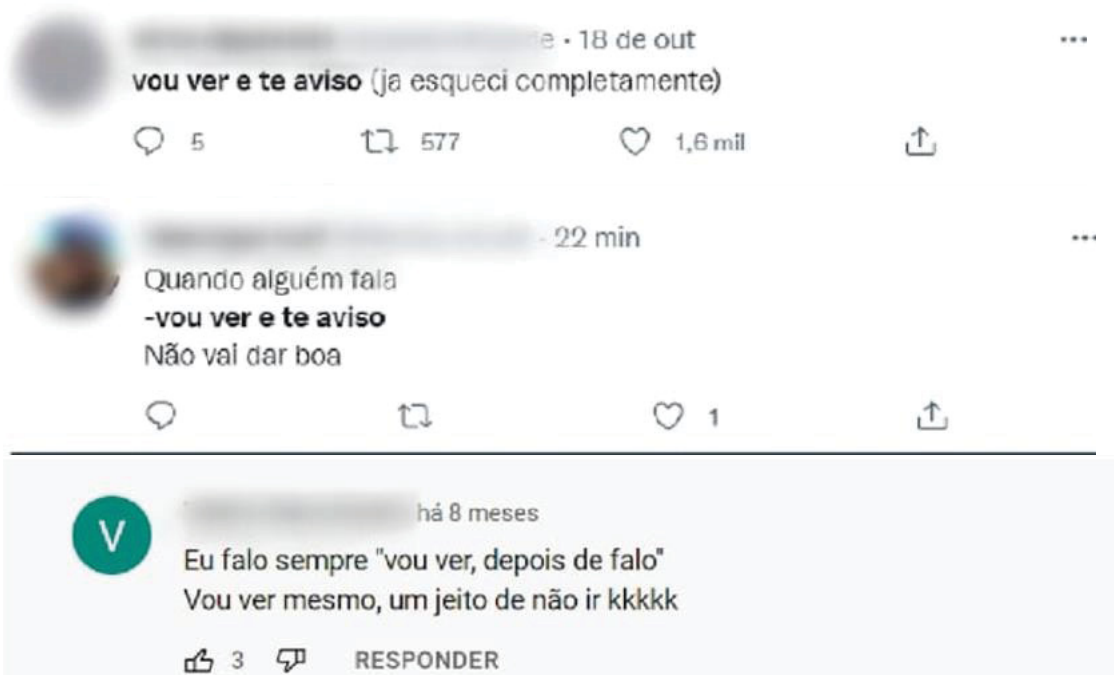 e · 18 de out
vou ver e te aviso (ja esqueci completamente)
5 577 1,6 mil
· 22 min
Quando alguém fala
-vou ver e te aviso
Não vai dar boa
1
V
há 8 meses
Eu falo sempre "vou ver, depois de falo"
Vou ver mesmo, um jeito de não ir kkkkk
3 RESPONDER